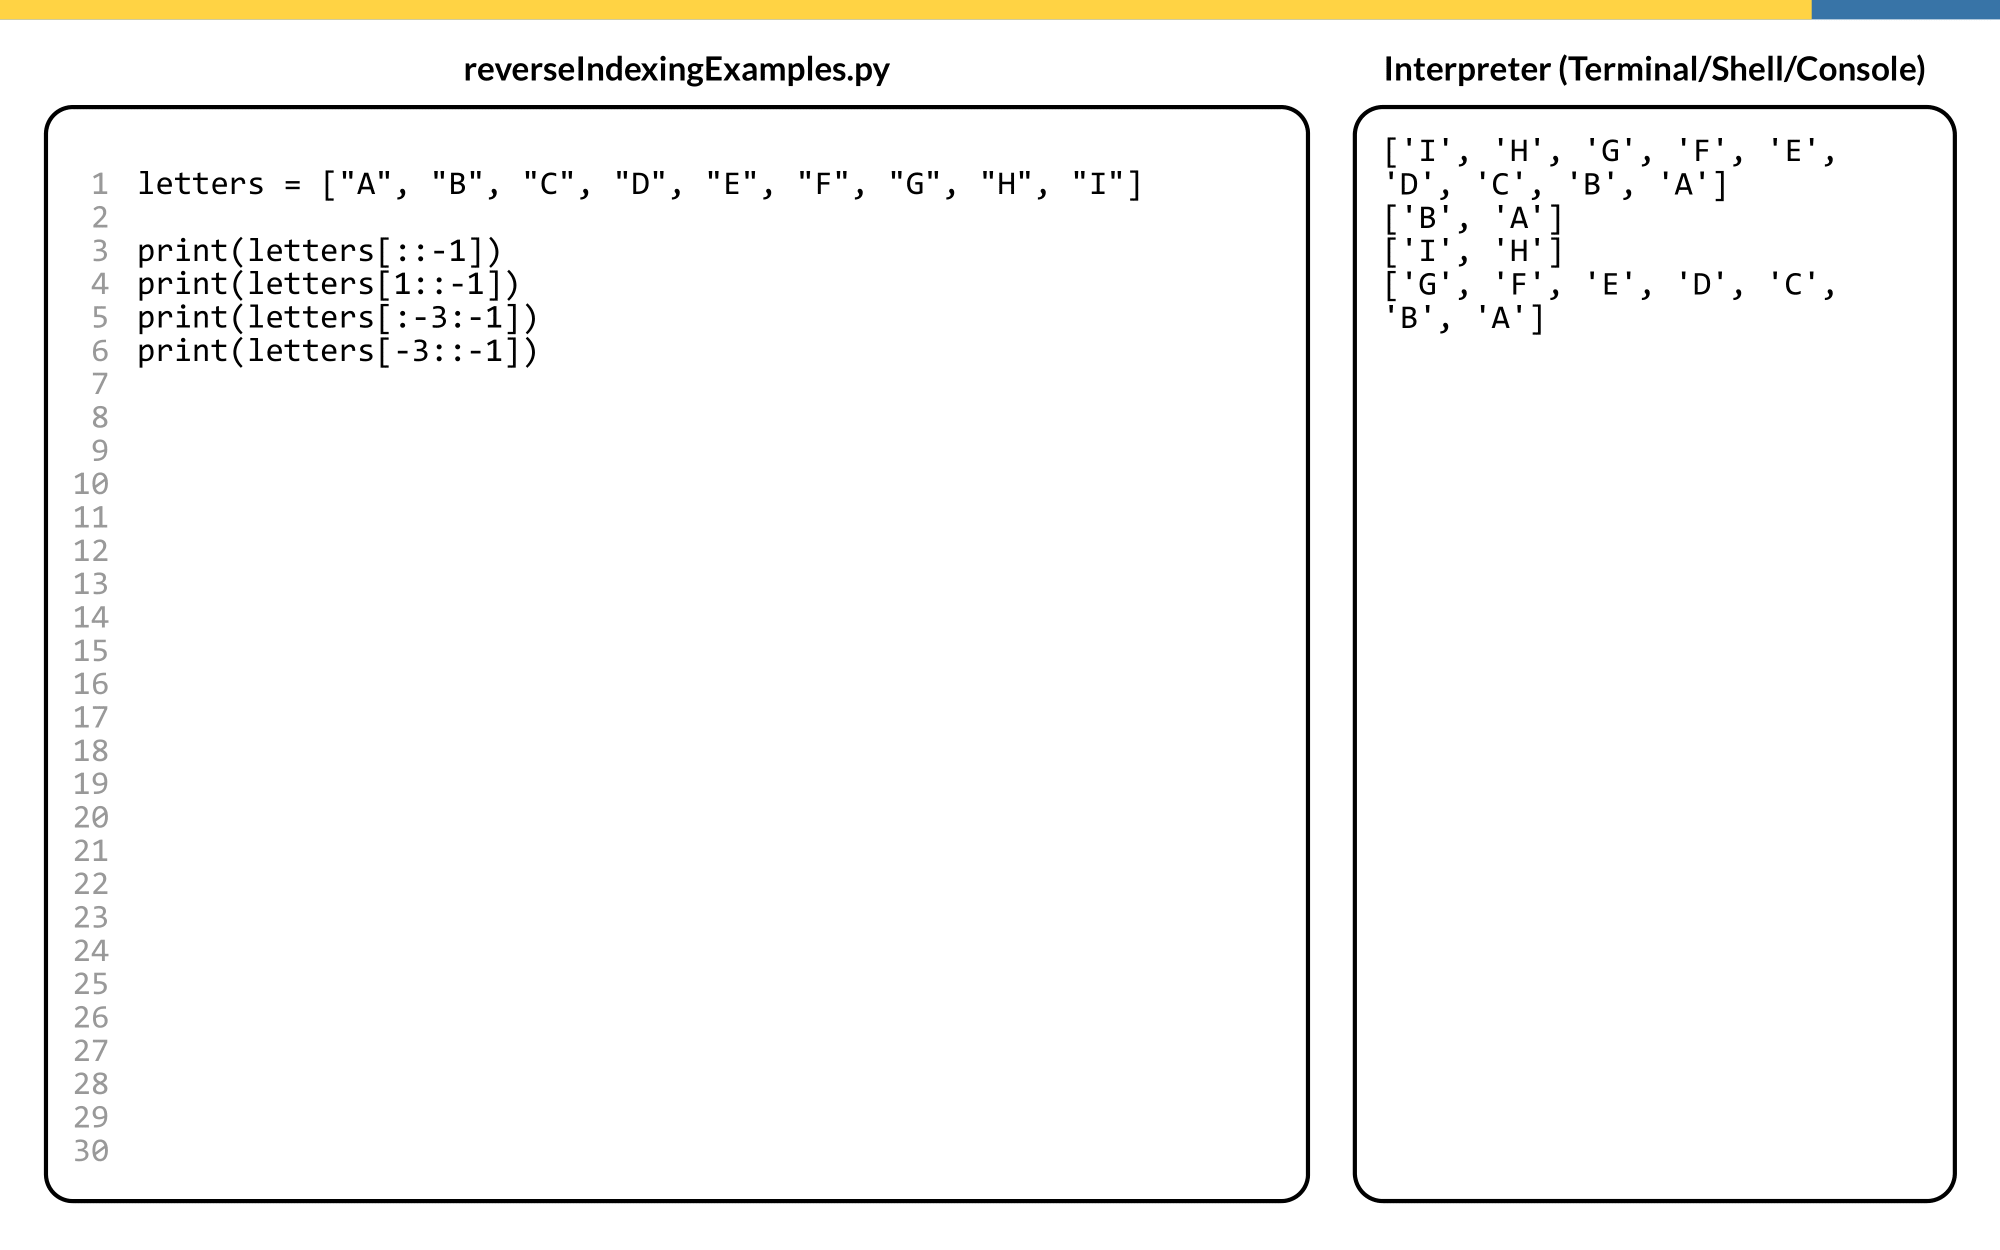 reverseIndexingExamples.py
1 letters = ["A", "B", "C", "D", "E", "F", "G", "H", "I"]
2
3 print(letters[::-1])
4 print(letters[1::-1])
5 print(letters[:-3:-1])
6 print(letters[-3::-1])
7
8
9
10
11
12
13
14
15
16
17
18
19
20
21
22
23
24
25
26
27
28
29
30
Interpreter (Terminal/Shell/Console)
['I', 'H', 'G', 'F', 'E',
'D', 'C', 'B', 'A']
['B', 'A']
['I', 'H']
['G', 'F', 'E', 'D', 'C',
'B', 'A']